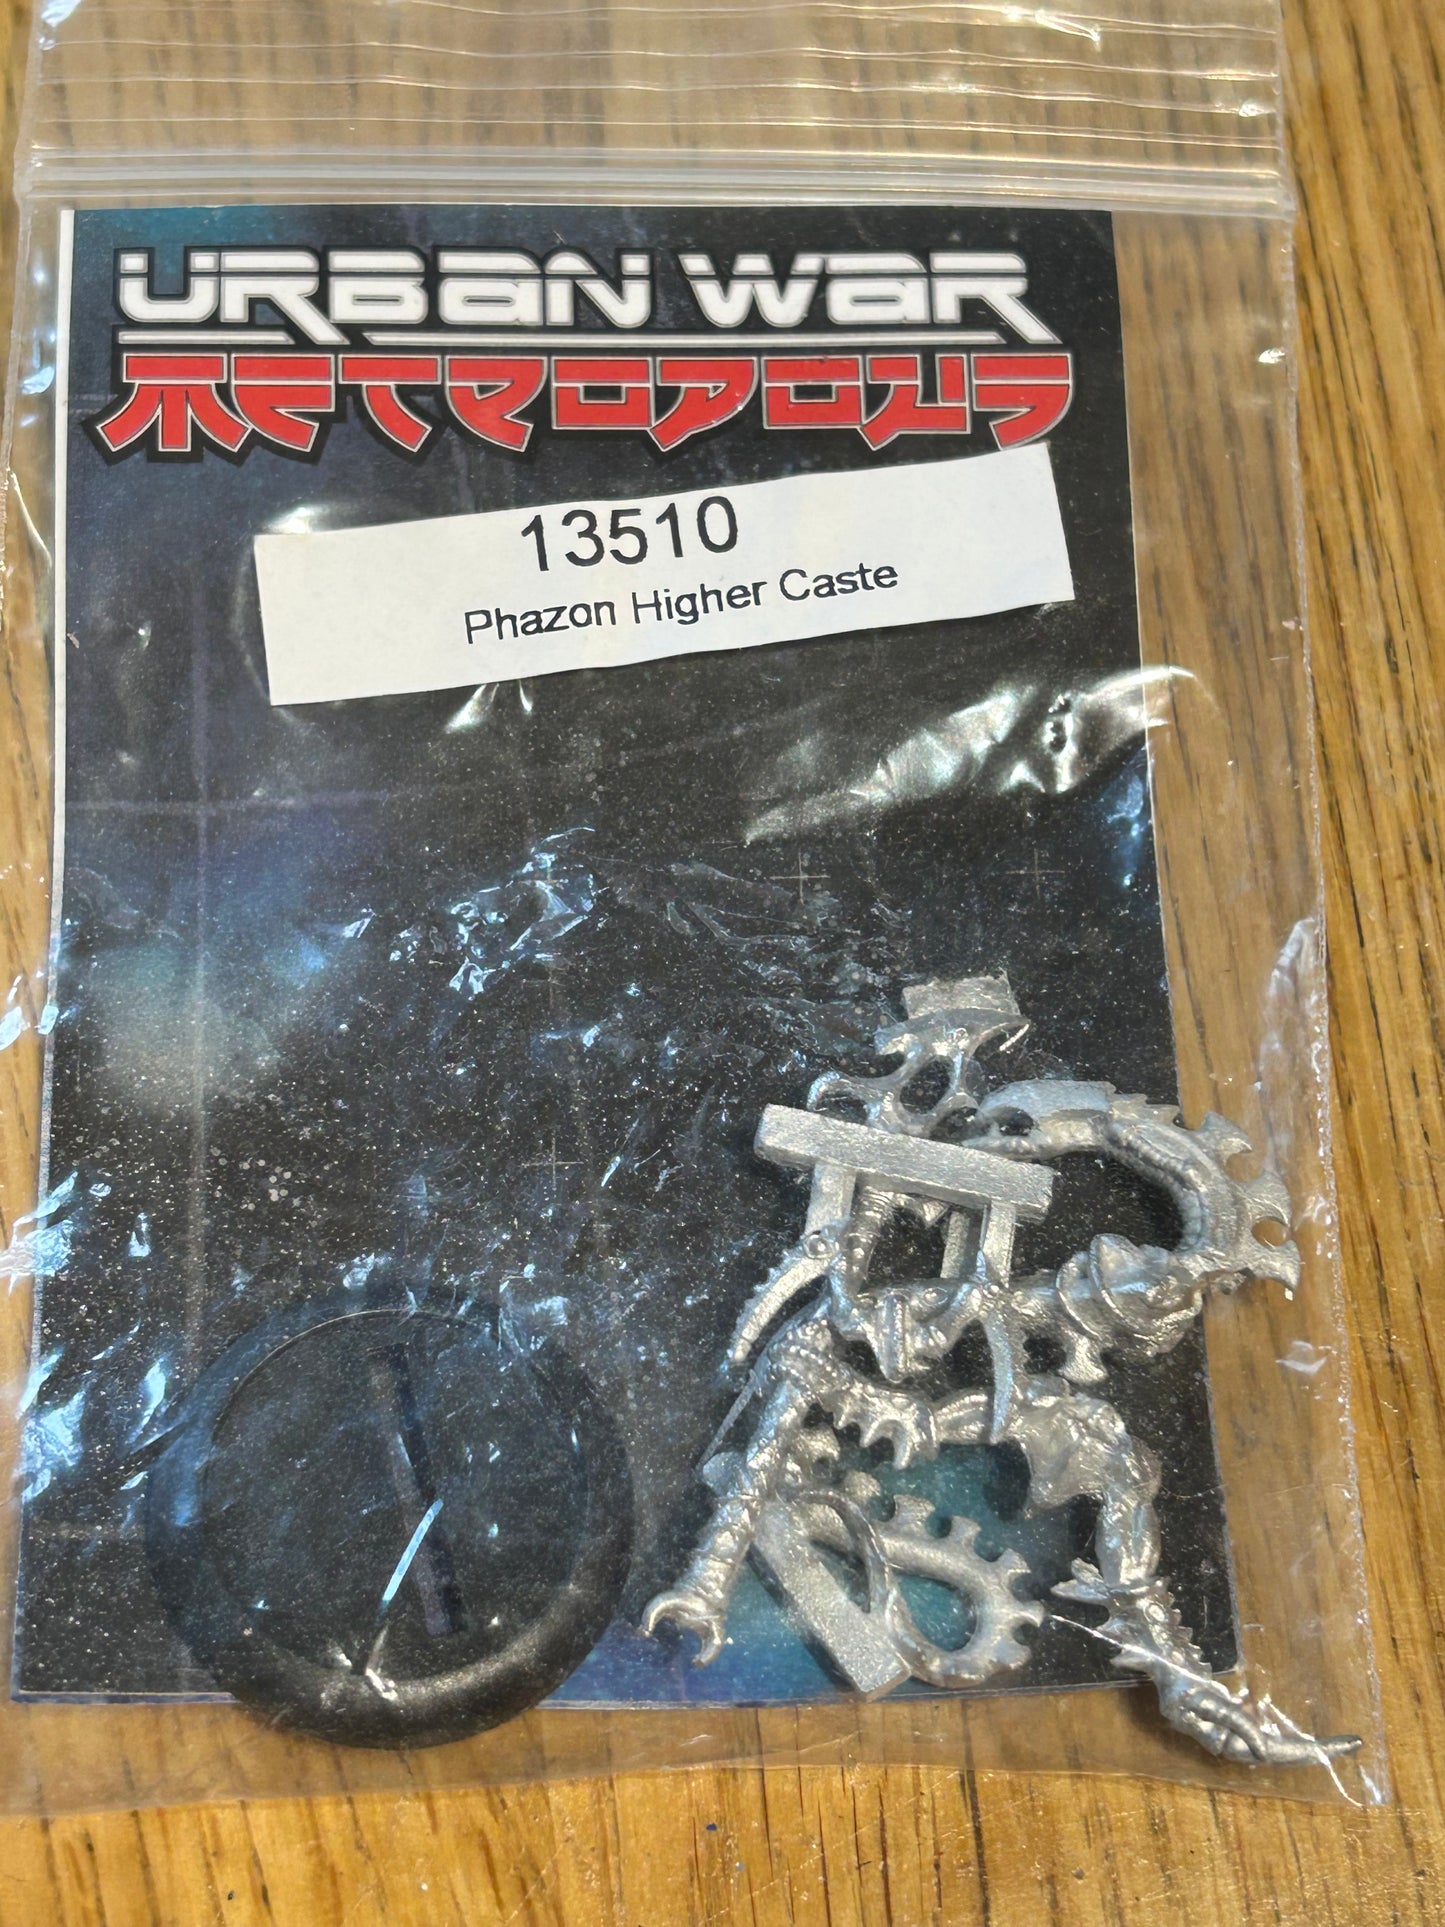 URBAN WAR
METROPOLIS
13510
Phazon Higher Caste